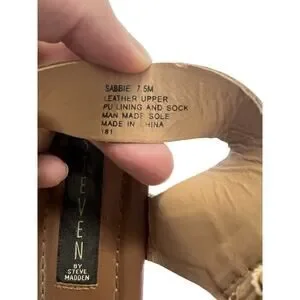 SABBIE 7.5M
LEATHER UPPER
PU LINING AND SOCK
MAN MADE SOLE
MADE IN CHINA
181
STEVEN
BY
STEVE
MADDEN